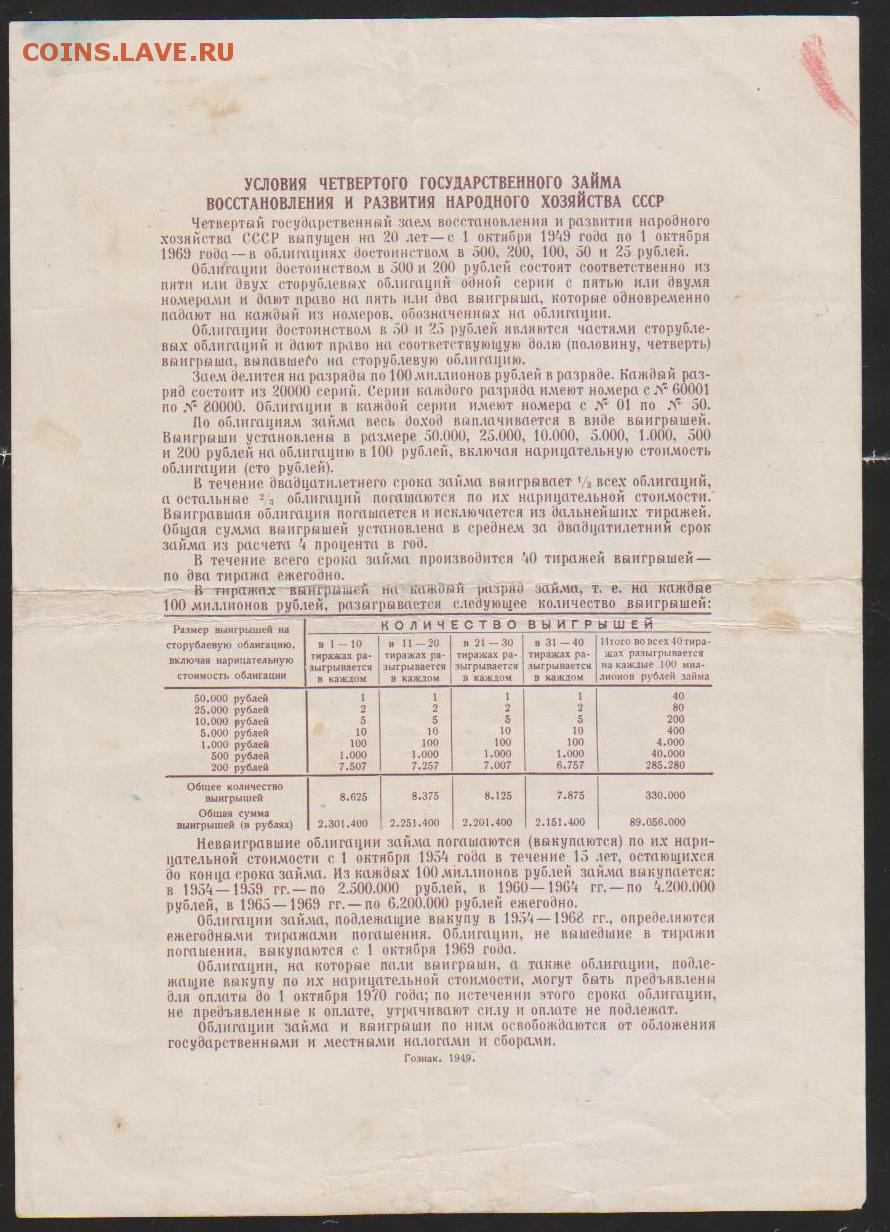 COINS.LAVE.RU
УСЛОВИЯ ЧЕТВЕРТОГО ГОСУДАРСТВЕННОГО ЗАЙМА
ВОССТАНОВЛЕНИЯ И РАЗВИТИЯ НАРОДНОГО ХОЗЯЙСТВА СССР
Четвертый государственный заем восстановления и развития народного
хозяйства СССР выпущен на 20 лет — с 1 октября 1949 года по 1 октября
1969 года — в облигациях достоинством в 500, 200, 100, 50 и 25 рублей.
Облигации достоинством в 500 и 200 рублей состоят соответственно из
пяти или двух сторублевых облигаций одной серии с пятью или двумя
номерами и дают право на пять или два выигрыша, которые одновременно
падают на каждый из номеров, обозначенных на облигации.
Облигации достоинством в 50 и 25 рублей являются частями сторубле-
вых облигаций и дают право на соответствующую долю (половину, четверть)
выигрыша, выпавшего на сторублевую облигацию.
Заем делится на разряды по 100 миллионов рублей в разряде. Каждый раз-
ряд состоит из 20000 серий. Серии каждого разряда имеют номера с № 60001
по № 80000. Облигации в каждой серии имеют номера с № 01 по № 50.
По облигациям займа весь доход выплачивается в виде выигрышей.
Выигрыши установлены в размере 50.000, 25.000, 10.000, 5.000, 1.000, 500
и 200 рублей на облигацию в 100 рублей, включая нарицательную стоимость
облигации (сто рублей).
В течение двадцатилетнего срока займа выигрывает 1/3 всех облигаций,
а остальные 2/3 облигаций погашаются по их нарицательной стоимости.
Выигравшая облигация погашается и исключается из дальнейших тиражей.
Общая сумма выигрышей установлена в среднем за двадцатилетний срок
займа из расчета 4 процента в год.
В течение всего срока займа производится 40 тиражей выигрышей —
по два тиража ежегодно.
В тиражах выигрышей на каждый разряд займа, т. е. на каждые
100 миллионов рублей, разыгрывается следующее количество выигрышей:
Размер выигрышей на
сторублевую облигацию,
включая нарицательную
стоимость облигации
КОЛИЧЕСТВО ВЫИГРЫШЕЙ
в 1 — 10
тиражах ра-
зыгрывается
в каждом
в 11 — 20
тиражах ра-
зыгрывается
в каждом
в 21 — 30
тиражах ра-
зыгрывается
в каждом
в 31 — 40
тиражах ра-
зыгрывается
в каждом
Итого во всех 40 тира-
жах разыгрывается
на каждые 100 мил-
лионов рублей займа
50.000 рублей 1 1 1 1 40
25.000 рублей 2 2 2 2 80
10.000 рублей 5 5 5 5 200
5.000 рублей 10 10 10 10 400
1.000 рублей 100 100 100 100 4.000
500 рублей 1.000 1.000 1.000 1.000 40.000
200 рублей 7.507 7.257 7.007 6.757 285.280
Общее количество
выигрышей 8.625 8.375 8.125 7.875 330.000
Общая сумма
выигрышей (в рублях) 2.301.400 2.251.400 2.201.400 2.151.400 89.056.000
Невыигравшие облигации займа погашаются (выкупаются) по их нари-
цательной стоимости с 1 октября 1954 года в течение 15 лет, остающихся
до конца срока займа. Из каждых 100 миллионов рублей займа выкупается:
в 1954 — 1959 гг. — по 2.500.000 рублей, в 1960 — 1964 гг. — по 4.200.000
рублей, в 1965 — 1969 гг. — по 6.200.000 рублей ежегодно.
Облигации займа, подлежащие выкупу в 1954 — 1968 гг., определяются
ежегодными тиражами погашения. Облигации, не вышедшие в тиражи
погашения, выкупаются с 1 октября 1969 года.
Облигации, на которые пали выигрыши, а также облигации, подле-
жащие выкупу по их нарицательной стоимости, могут быть предъявлены
для оплаты до 1 октября 1970 года; по истечении этого срока облигации,
не предъявленные к оплате, утрачивают силу и оплате не подлежат.
Облигации займа и выигрыши по ним освобождаются от обложения
государственными и местными налогами и сборами.
Гознак. 1949.